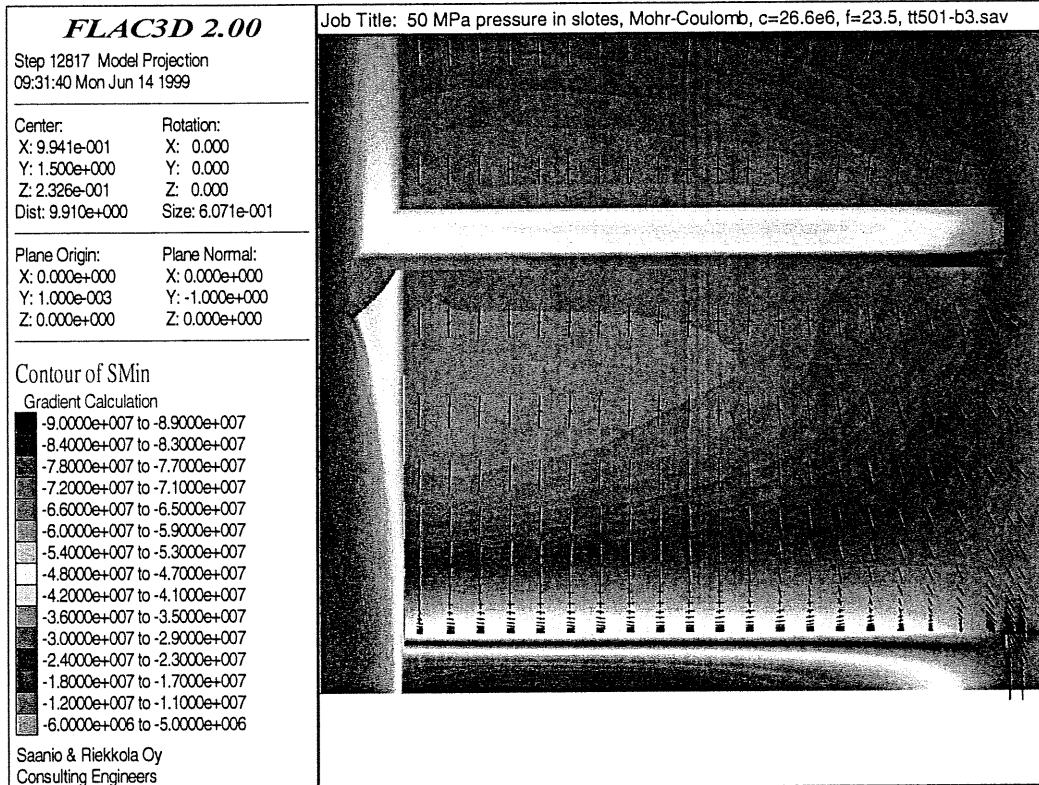 FLAC3D 2.00
Step 12817  Model Projection
09:31:40 Mon Jun 14 1999
Center: Rotation:
X: 9.941e-001 X: 0.000
Y: 1.500e+000 Y: 0.000
Z: 2.326e-001 Z: 0.000
Dist: 9.910e+000 Size: 6.071e-001
Plane Origin: Plane Normal:
X: 0.000e+000 X: 0.000e+000
Y: 1.000e-003 Y: -1.000e+000
Z: 0.000e+000 Z: 0.000e+000
Contour of SMin
Gradient Calculation
-9.0000e+007 to -8.9000e+007
-8.4000e+007 to -8.3000e+007
-7.8000e+007 to -7.7000e+007
-7.2000e+007 to -7.1000e+007
-6.6000e+007 to -6.5000e+007
-6.0000e+007 to -5.9000e+007
-5.4000e+007 to -5.3000e+007
-4.8000e+007 to -4.7000e+007
-4.2000e+007 to -4.1000e+007
-3.6000e+007 to -3.5000e+007
-3.0000e+007 to -2.9000e+007
-2.4000e+007 to -2.3000e+007
-1.8000e+007 to -1.7000e+007
-1.2000e+007 to -1.1000e+007
-6.0000e+006 to -5.0000e+006
Saanio & Riekkola Oy
Consulting Engineers
Job Title: 50 MPa pressure in slotes, Mohr-Coulomb, c=26.6e6, f=23.5, tt501-b3.sav